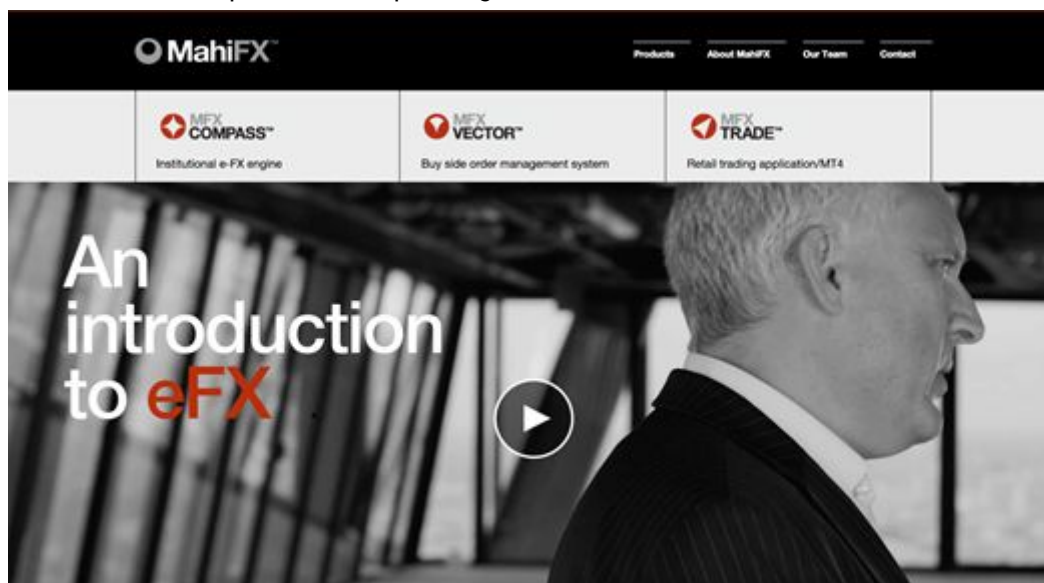 MahiFX™
Products About MahiFX Our Team Contact
MFX
COMPASS™
Institutional e-FX engine
MFX
VECTOR™
Buy side order management system
MFX
TRADE™
Retail trading application/MT4
An
introduction
to eFX